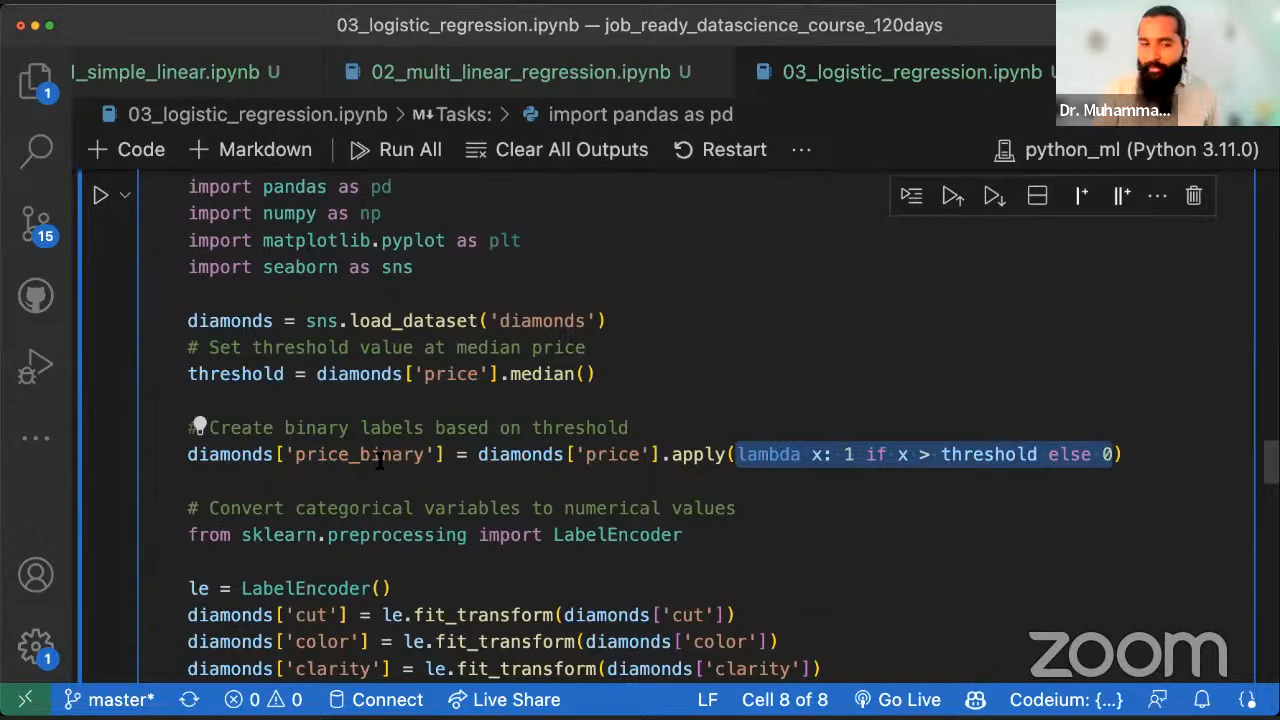 03_logistic_regression.ipynb — job_ready_datascience_course_120days
l_simple_linear.ipynb U
02_multi_linear_regression.ipynb U
03_logistic_regression.ipynb U
03_logistic_regression.ipynb > M↓Tasks: > import pandas as pd
+ Code + Markdown Run All Clear All Outputs Restart ... python_ml (Python 3.11.0)
Dr. Muhamma...
1
15
1
import pandas as pd
import numpy as np
import matplotlib.pyplot as plt
import seaborn as sns
diamonds = sns.load_dataset('diamonds')
# Set threshold value at median price
threshold = diamonds['price'].median()
# Create binary labels based on threshold
diamonds['price_binary'] = diamonds['price'].apply(lambda x: 1 if x > threshold else 0)
# Convert categorical variables to numerical values
from sklearn.preprocessing import LabelEncoder
le = LabelEncoder()
diamonds['cut'] = le.fit_transform(diamonds['cut'])
diamonds['color'] = le.fit_transform(diamonds['color'])
diamonds['clarity'] = le.fit_transform(diamonds['clarity'])
zoom
master* 0 0 Connect Live Share LF Cell 8 of 8 Go Live Codeium: {...}